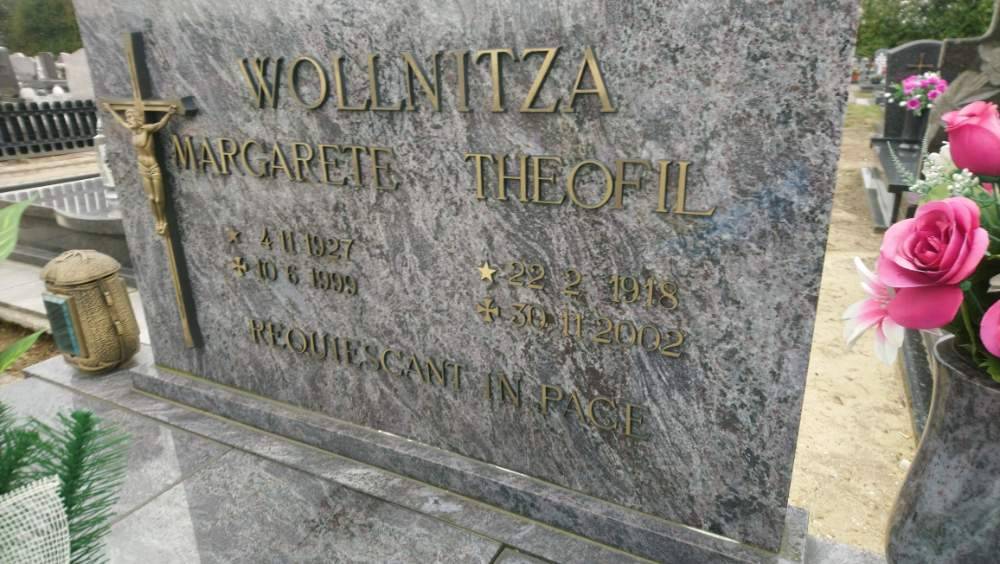 WOLLNITZA
MARGARETE THEOFIL
4 11 1927
10 6 1999
22 2 1918
30 11 2002
REQUIESCANT IN PACE